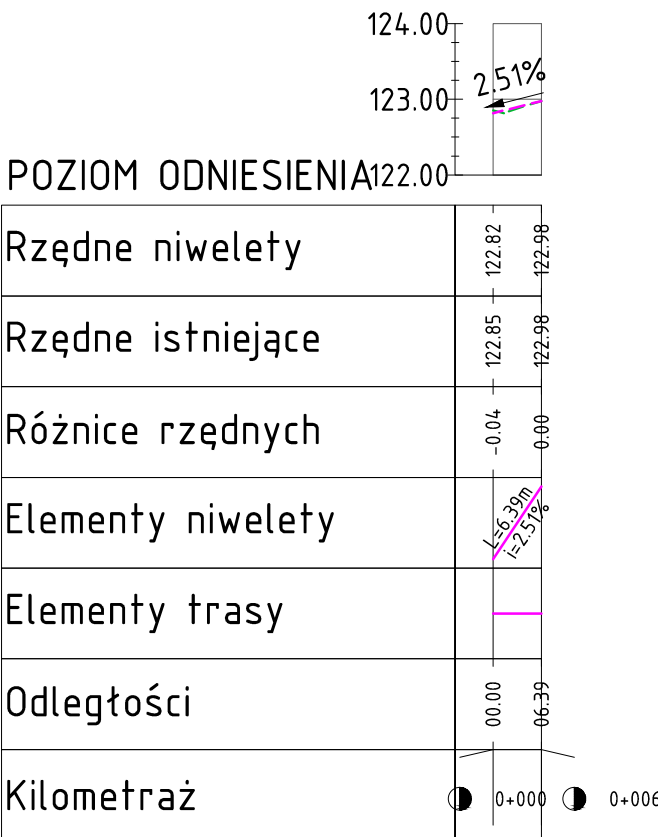 124.00
2.51%
123.00
POZIOM ODNIESIENIA 122.00
Rzędne niwelety 122.82 122.98
Rzędne istniejące 122.85 122.98
Różnice rzędnych -0.04 0.00
Elementy niwelety L=6.39m i=2.51%
Elementy trasy
Odległości 00.00 06.39
Kilometraż 0+000 0+006